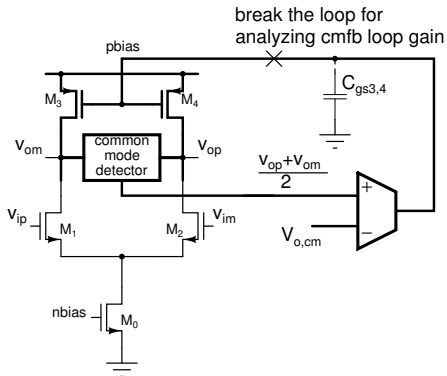 break the loop for
analyzing cmfb loop gain
pbias
M3
M4
Cgs3,4
vom
common
mode
detector
vop
vop+vom
2
+
vip
M1
M2
vim
Vo,cm
−
nbias
M0